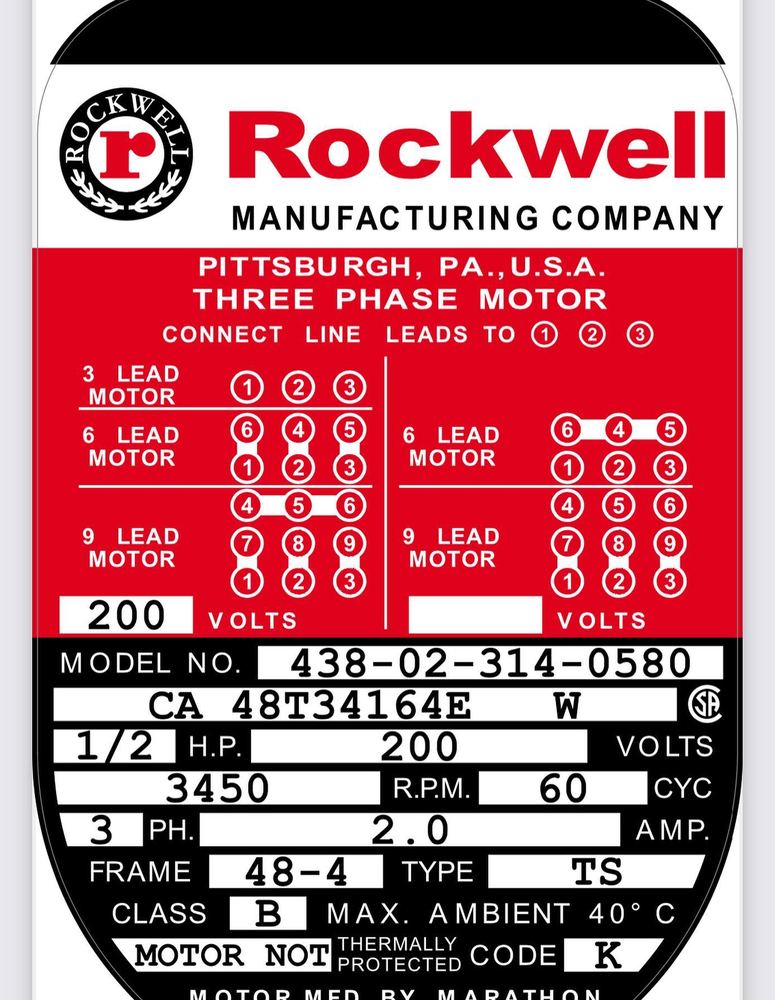 ROCKWELL
r
Rockwell
MANUFACTURING COMPANY
PITTSBURGH, PA., U.S.A.
THREE PHASE MOTOR
CONNECT LINE LEADS TO ① ② ③
3 LEAD
MOTOR
① ② ③
6 LEAD
MOTOR
⑥ ④ ⑤
① ② ③
9 LEAD
MOTOR
④ ⑤ ⑥
⑦ ⑧ ⑨
① ② ③
200 VOLTS
6 LEAD
MOTOR
⑥ ④ ⑤
① ② ③
9 LEAD
MOTOR
④ ⑤ ⑥
⑦ ⑧ ⑨
① ② ③
VOLTS
MODEL NO. 438-02-314-0580
CA 48T34164E W SA
1/2 H.P. 200 VOLTS
3450 R.P.M. 60 CYC
3 PH. 2.0 AMP.
FRAME 48-4 TYPE TS
CLASS B MAX. AMBIENT 40° C
MOTOR NOT THERMALLY PROTECTED CODE K
MOTOR MFD. BY MARATHON